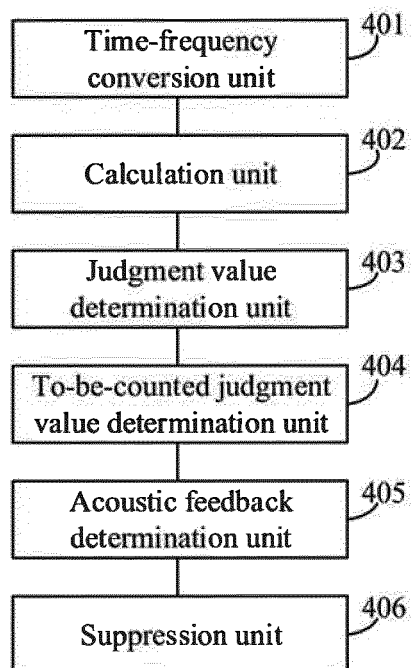 401
Time-frequency
conversion unit
402
Calculation unit
403
Judgment value
determination unit
404
To-be-counted judgment
value determination unit
405
Acoustic feedback
determination unit
406
Suppression unit